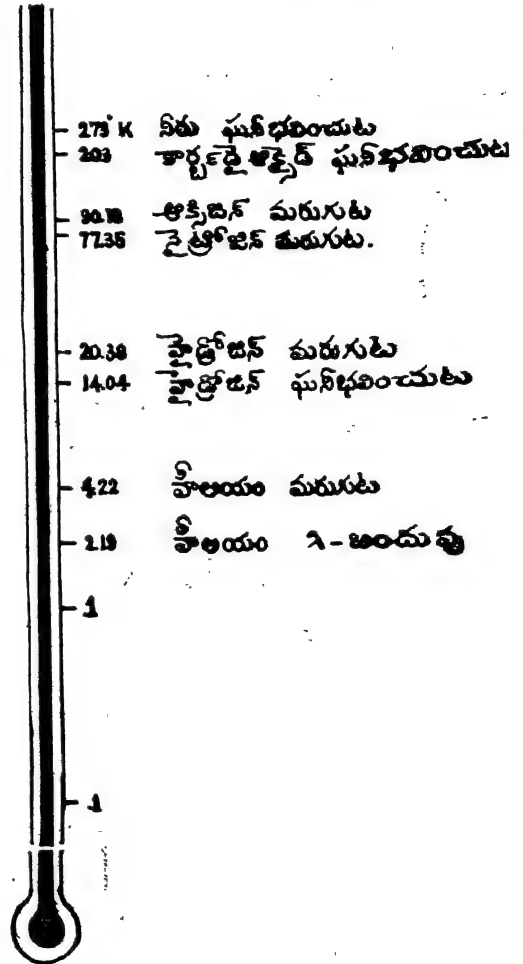 273°K నీరు ఘనీభవించుట
203 కార్బండై ఆక్సైడ్ ఘనీభవించుట
90.18 ఆక్సిజన్ మరుగుట
77.35 నైట్రోజన్ మరుగుట.
20.38 హైడ్రోజన్ మరుగుట
14.04 హైడ్రోజన్ ఘనీభవించుట
4.22 హీలియం మరుగుట
2.19 హీలియం λ-బిందువు
1
.1